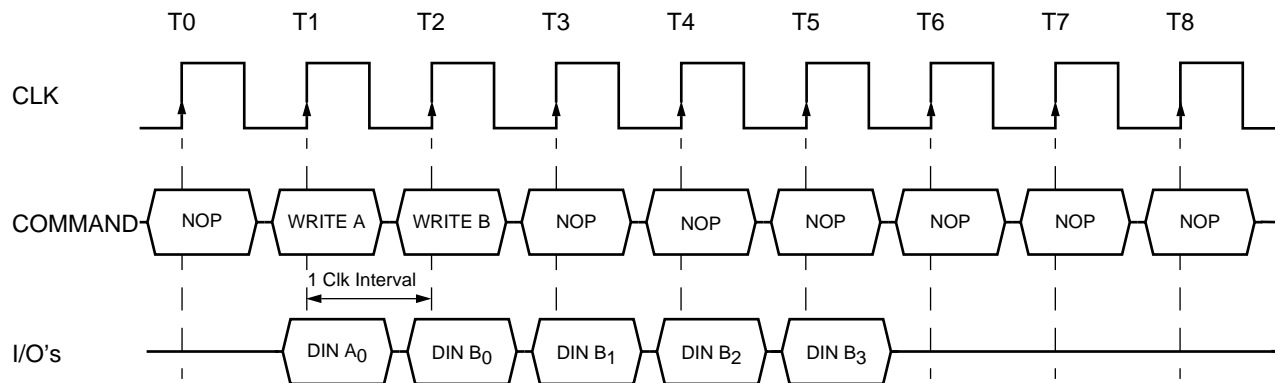 T0 T1 T2 T3 T4 T5 T6 T7 T8
CLK
COMMAND NOP WRITE A WRITE B NOP NOP NOP NOP NOP NOP
1 Clk Interval
I/O's DIN A0 DIN B0 DIN B1 DIN B2 DIN B3